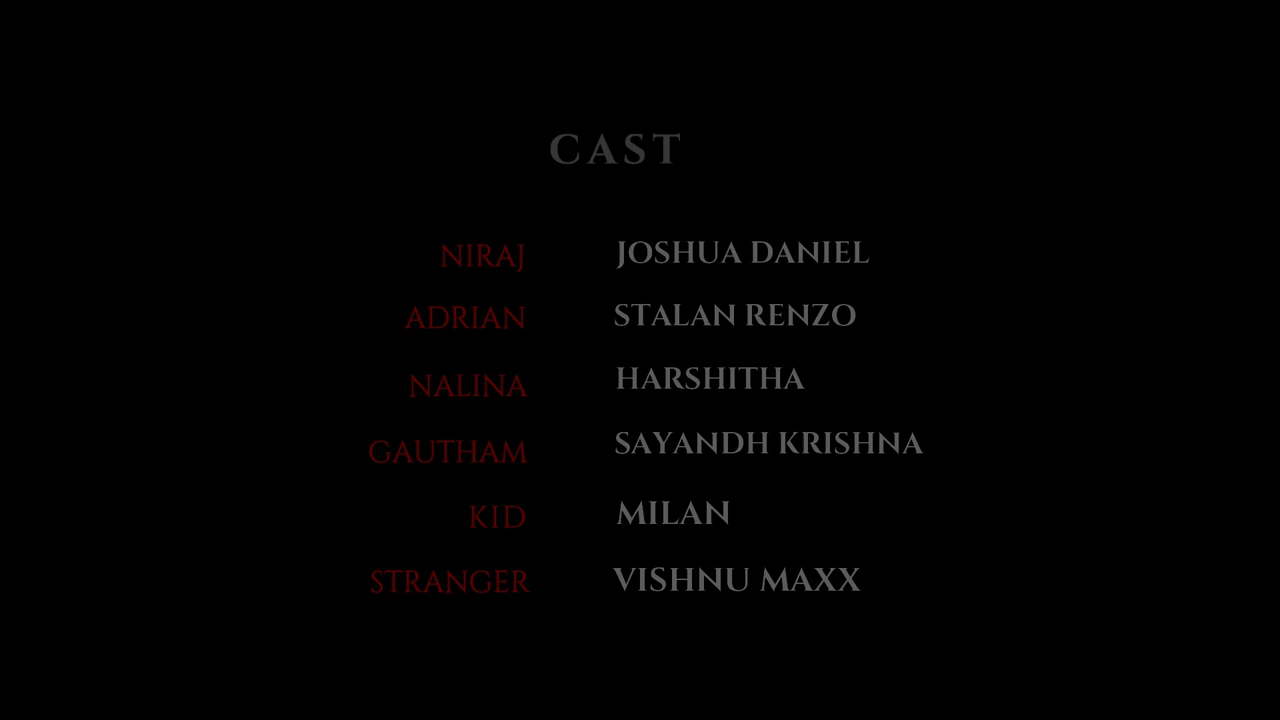 CAST
NIRAJ JOSHUA DANIEL
ADRIAN STALAN RENZO
NALINA HARSHITHA
GAUTHAM SAYANDH KRISHNA
KID MILAN
STRANGER VISHNU MAXX